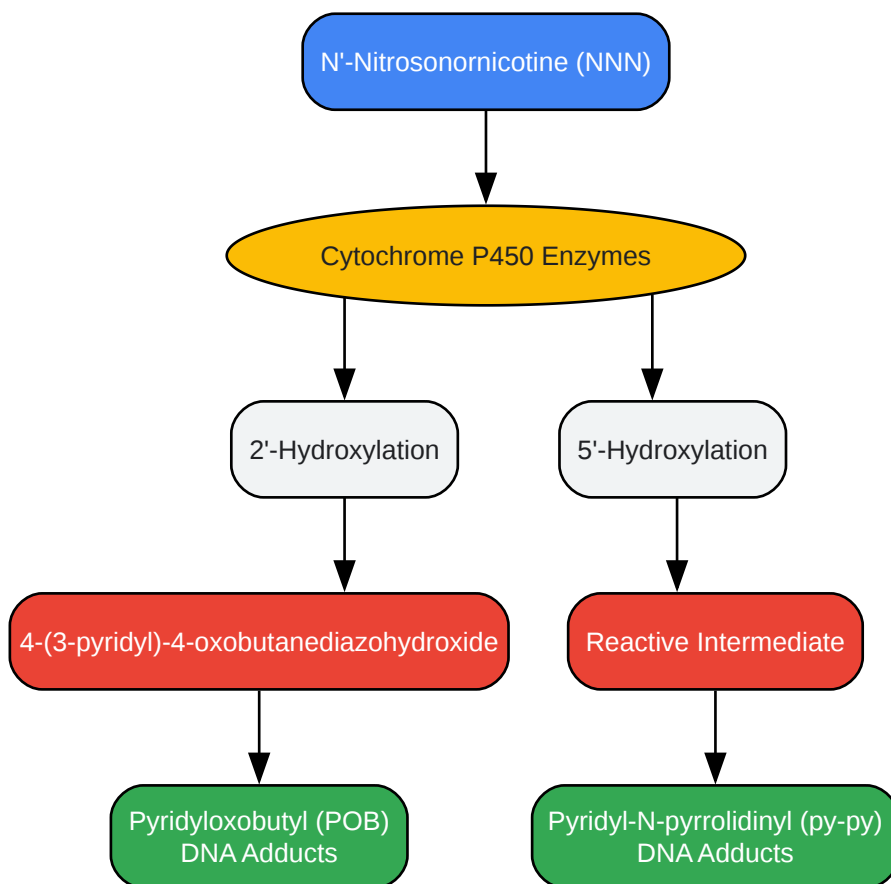 N'-Nitrosonornicotine (NNN)
Cytochrome P450 Enzymes
2'-Hydroxylation
5'-Hydroxylation
4-(3-pyridyl)-4-oxobutanediazohydroxide
Reactive Intermediate
Pyridyloxobutyl (POB)
DNA Adducts
Pyridyl-N-pyrrolidinyl (py-py)
DNA Adducts